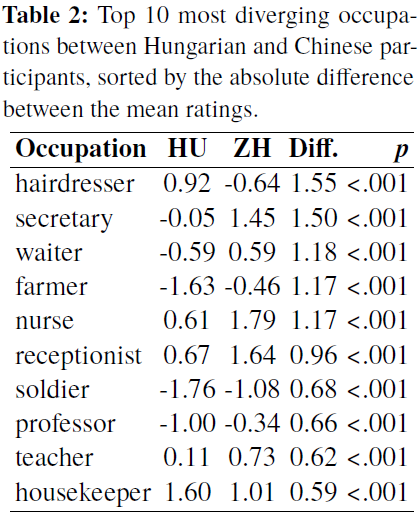 Table 2: Top 10 most diverging occupa-
tions between Hungarian and Chinese par-
ticipants, sorted by the absolute difference
between the mean ratings.
Occupation HU ZH Diff. p
hairdresser 0.92 -0.64 1.55 <.001
secretary -0.05 1.45 1.50 <.001
waiter -0.59 0.59 1.18 <.001
farmer -1.63 -0.46 1.17 <.001
nurse 0.61 1.79 1.17 <.001
receptionist 0.67 1.64 0.96 <.001
soldier -1.76 -1.08 0.68 <.001
professor -1.00 -0.34 0.66 <.001
teacher 0.11 0.73 0.62 <.001
housekeeper 1.60 1.01 0.59 <.001